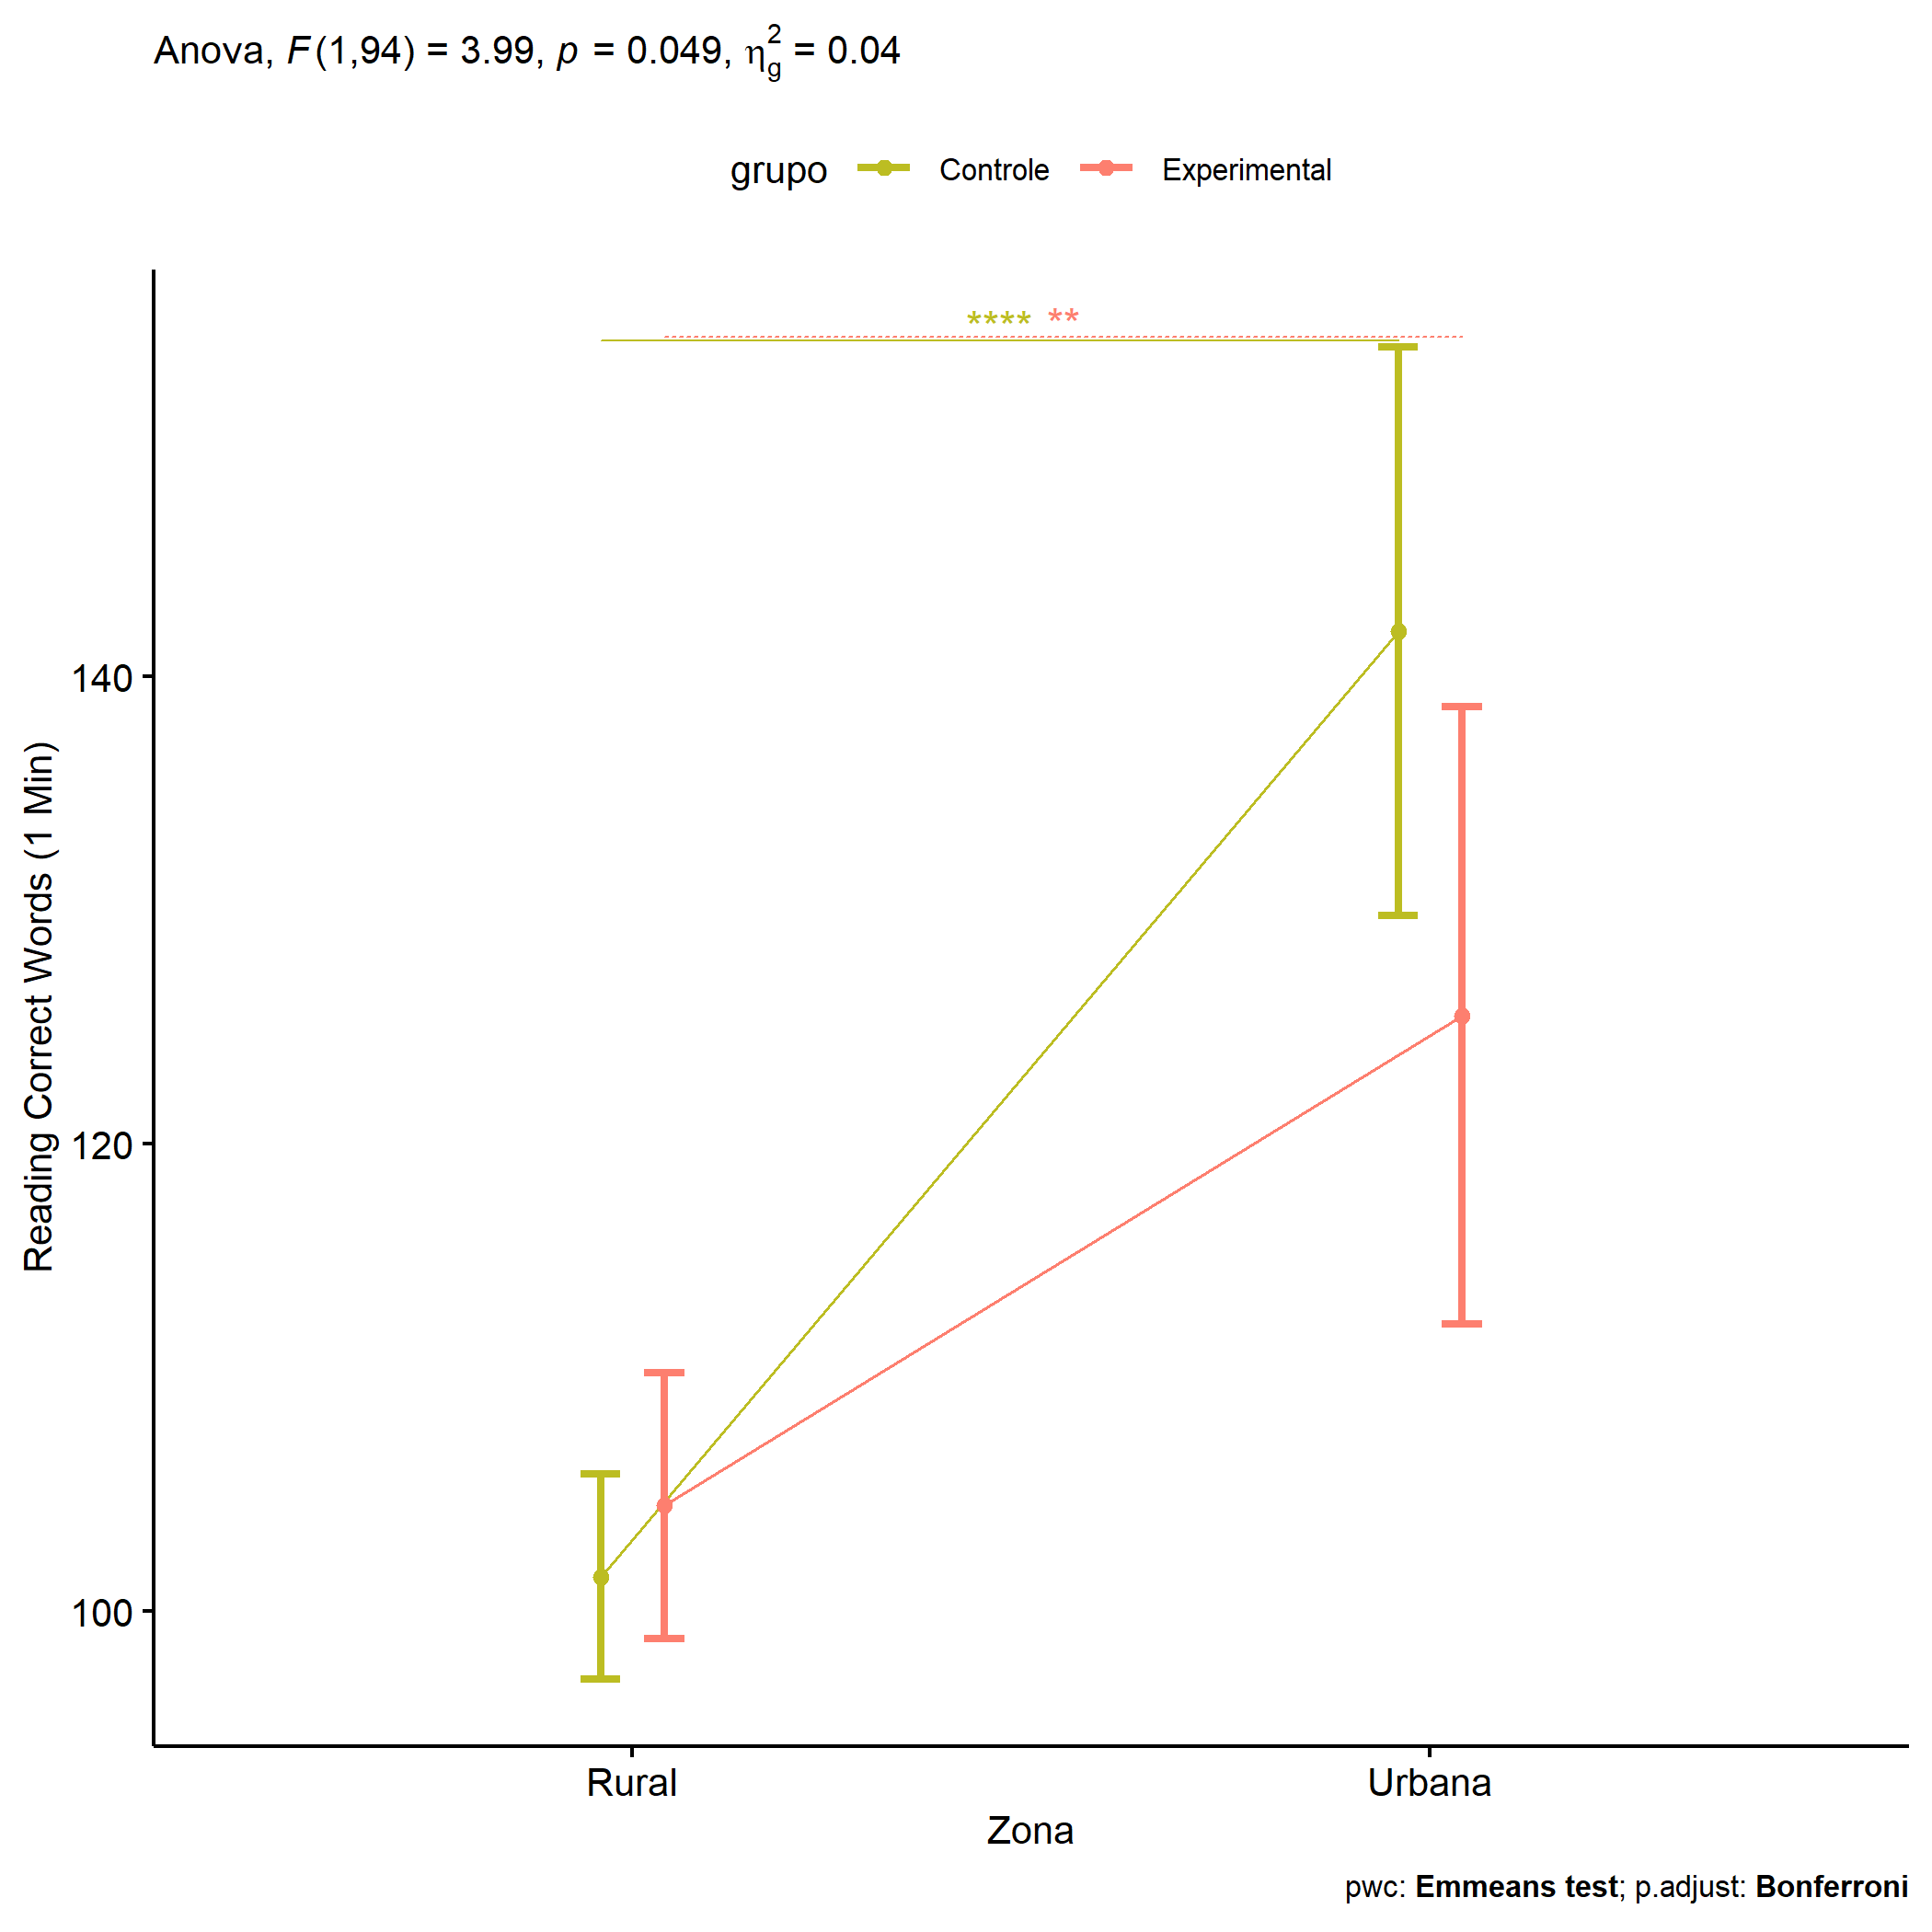 Anova, F(1,94) = 3.99, p = 0.049, η²g = 0.04
grupo Controle Experimental
**** **
Reading Correct Words (1 Min)
140
120
100
Rural Urbana
Zona
pwc: Emmeans test; p.adjust: Bonferroni